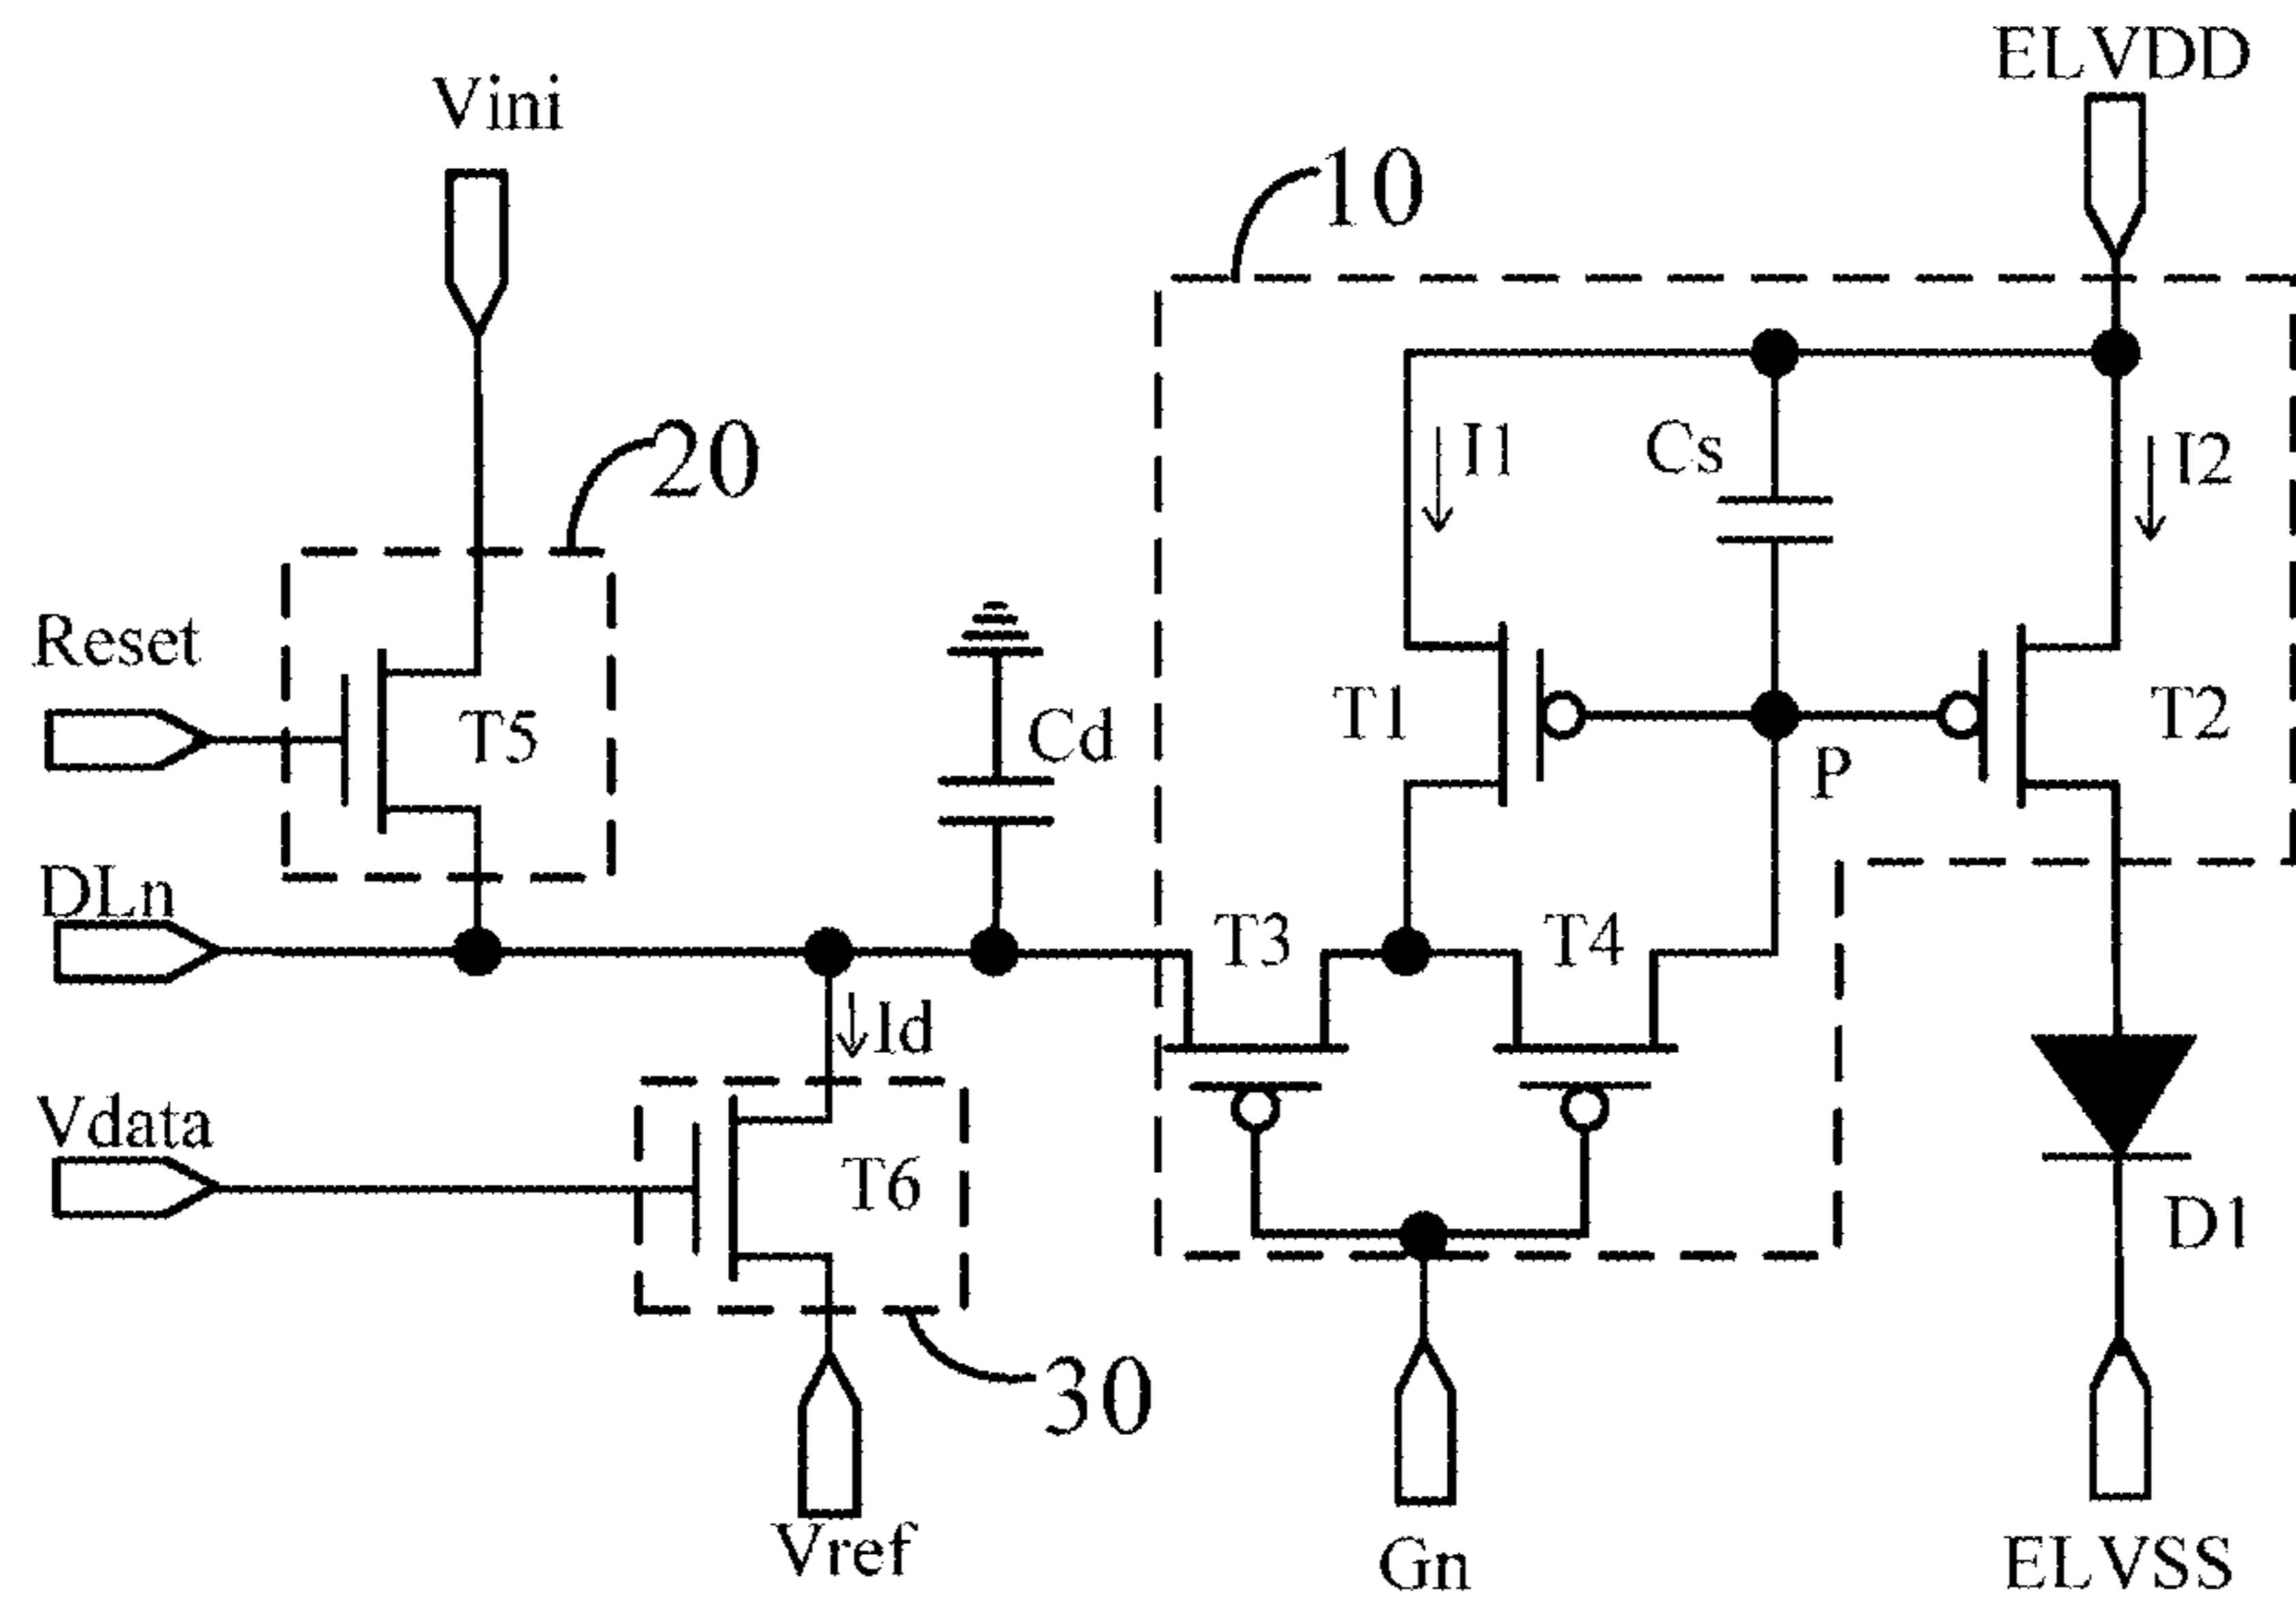 ELVDD
Vini
10
20
I1
Cs
I2
Reset
T5
Cd
T1
P
T2
DLn
T3
T4
Id
Vdata
T6
D1
30
Vref
Gn
ELVSS